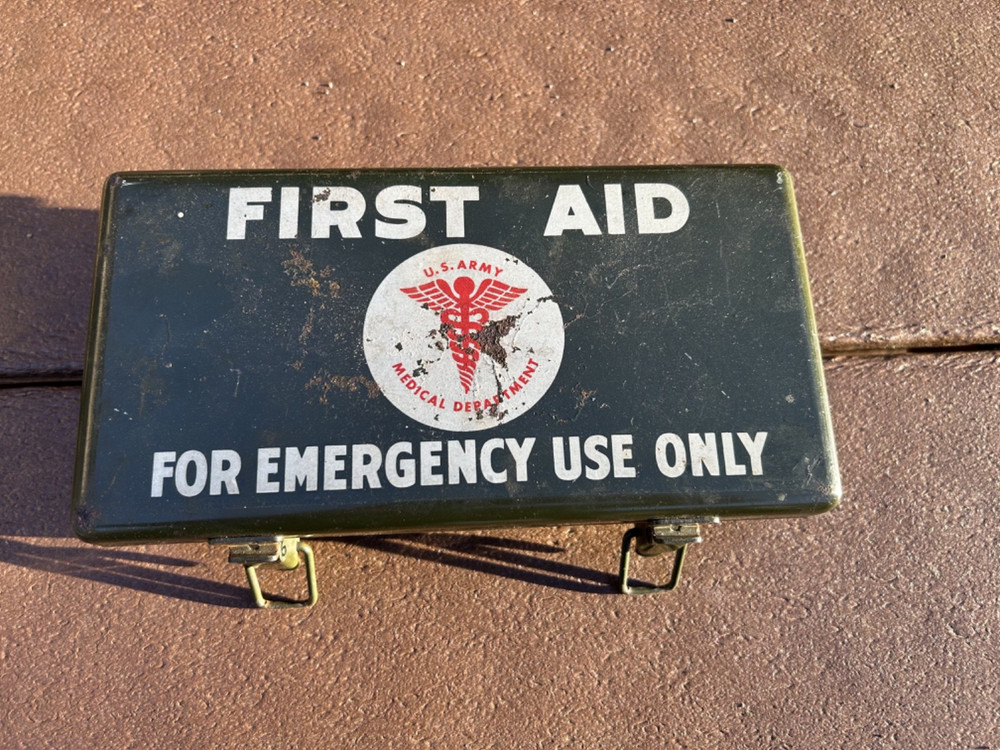 FIRST AID
U.S. ARMY
MEDICAL DEPARTMENT
FOR EMERGENCY USE ONLY